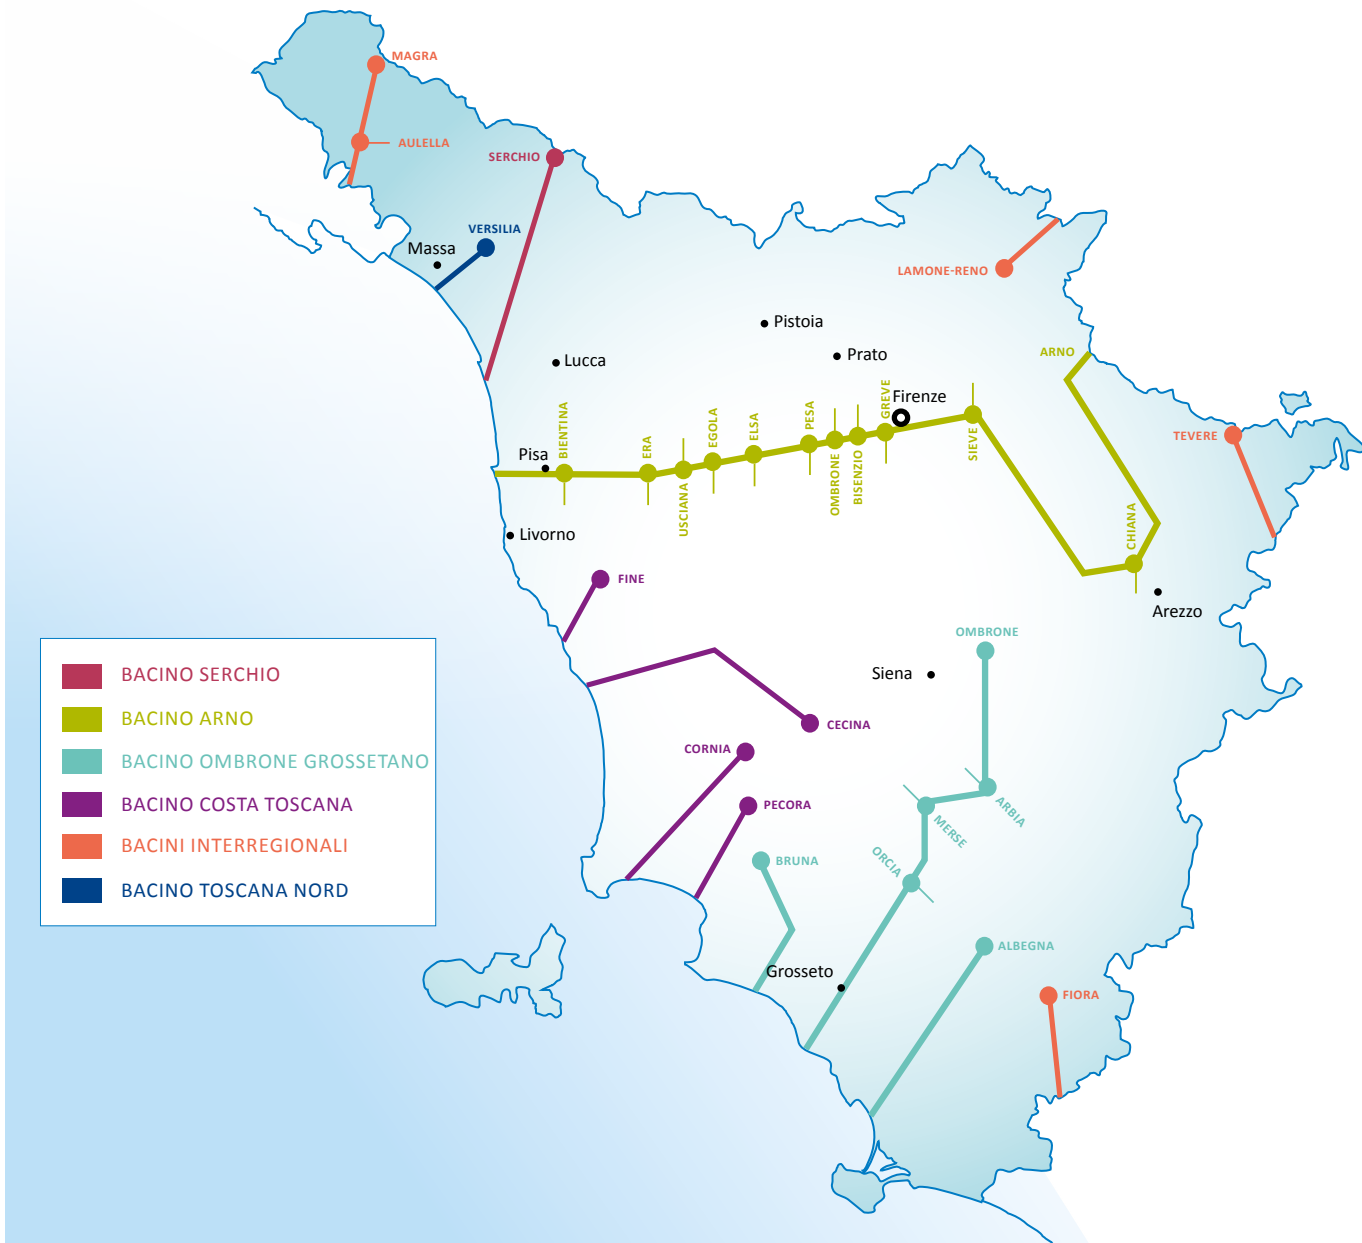 MAGRA
AULELLA
SERCHIO
VERSILIA
Massa
LAMONE-RENO
Pistoia
Prato
Lucca
ARNO
Firenze
GREVE
BIENTINA
ERA
USCIANA
EGOLA
ELSA
PESA
OMBRONE
BISENZIO
SIEVE
TEVERE
Pisa
CHIANA
Livorno
FINE
Arezzo
OMBRONE
Siena
CECINA
CORNIA
PECORA
ARBIA
MERSE
ORCIA
BRUNA
ALBEGNA
Grosseto
FIORA
BACINO SERCHIO
BACINO ARNO
BACINO OMBRONE GROSSETANO
BACINO COSTA TOSCANA
BACINI INTERREGIONALI
BACINO TOSCANA NORD